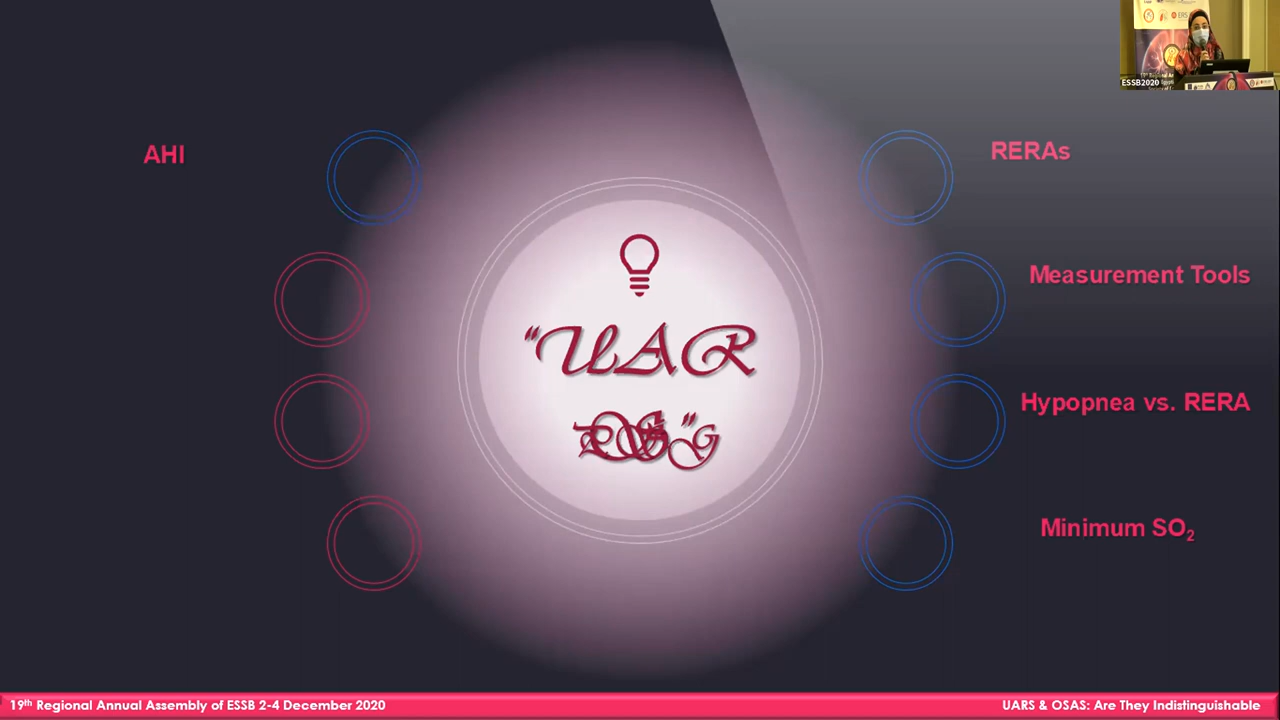 ESSB2020
AHI
RERAs
Measurement Tools
"UAR
Hypopnea vs. RERA
Minimum SO₂
19th Regional Annual Assembly of ESSB 2-4 December 2020
UARS & OSAS: Are They Indistinguishable